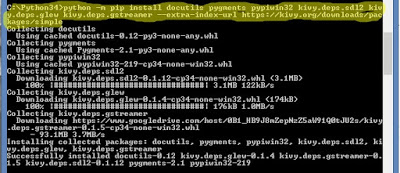 C:\Python34>python -m pip install docutils pygments pypiwin32 kivy.deps.sdl2 kiv
y.deps.glew kivy.deps.gstreamer --extra-index-url https://kivy.org/downloads/pac
kages/simple
Collecting docutils
Using cached docutils-0.12-py3-none-any.whl
Collecting pygments
Using cached Pygments-2.1-py3-none-any.whl
Collecting pypiwin32
Using cached pypiwin32-219-cp34-none-win32.whl
Collecting kivy.deps.sdl2
Downloading kivy.deps.sdl2-0.1.12-cp34-none-win32.whl (3.1MB)
100% 3.1MB 122kB/s
Collecting kivy.deps.glew
Downloading kivy.deps.glew-0.1.4-cp34-none-win32.whl (174kB)
100% 176kB 1.0MB/s
Collecting kivy.deps.gstreamer
Downloading https://www.googledrive.com/host/
dy.deps.gstreamer-0.1.5-cp34-none-win32.whl
- 93.1MB 3.7MB/s
Installing collected packages: docutils, pygments, pypiwin32, kivy.deps.sdl2, ki
vy.deps.glew, kivy.deps.gstreamer
Successfully installed docutils-0.12 kivy.deps.glew-0.1.4 kivy.deps.gstreamer-0.
1.5 kivy.deps.sdl2-0.1.12 pygments-2.1 pypiwin32-219